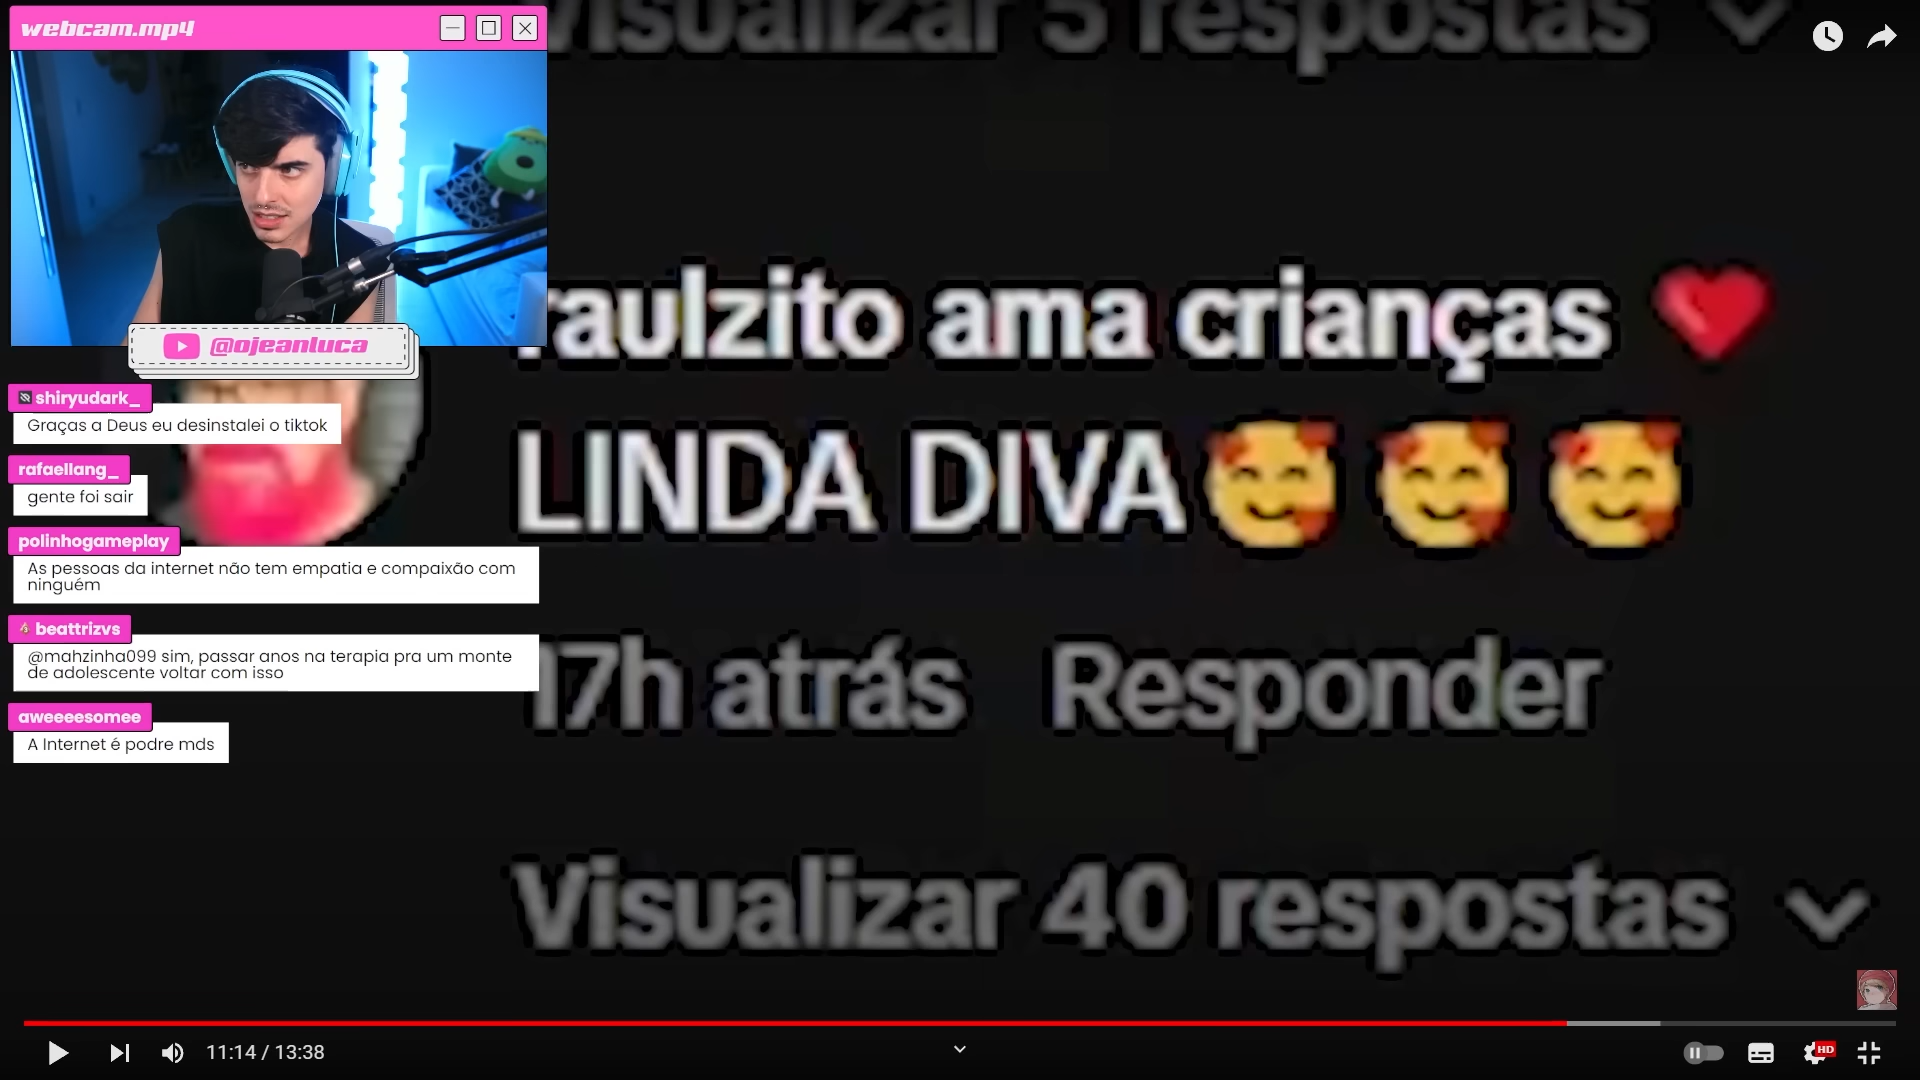 webcam.mp4
Visualizar 5 respostas
@ojeanluca
raulzito ama crianças
LINDA DIVA
17h atrás Responder
Visualizar 40 respostas
shiryudark_
Graças a Deus eu desinstalei o tiktok
rafaellang_
gente foi sair
polinhogameplay
As pessoas da internet não tem empatia e compaixão com
ninguém
beattrizvs
@mahzinha099 sim, passar anos na terapia pra um monte
de adolescente voltar com isso
aweeeesomee
A Internet é podre mds
11:14 / 13:38
HD